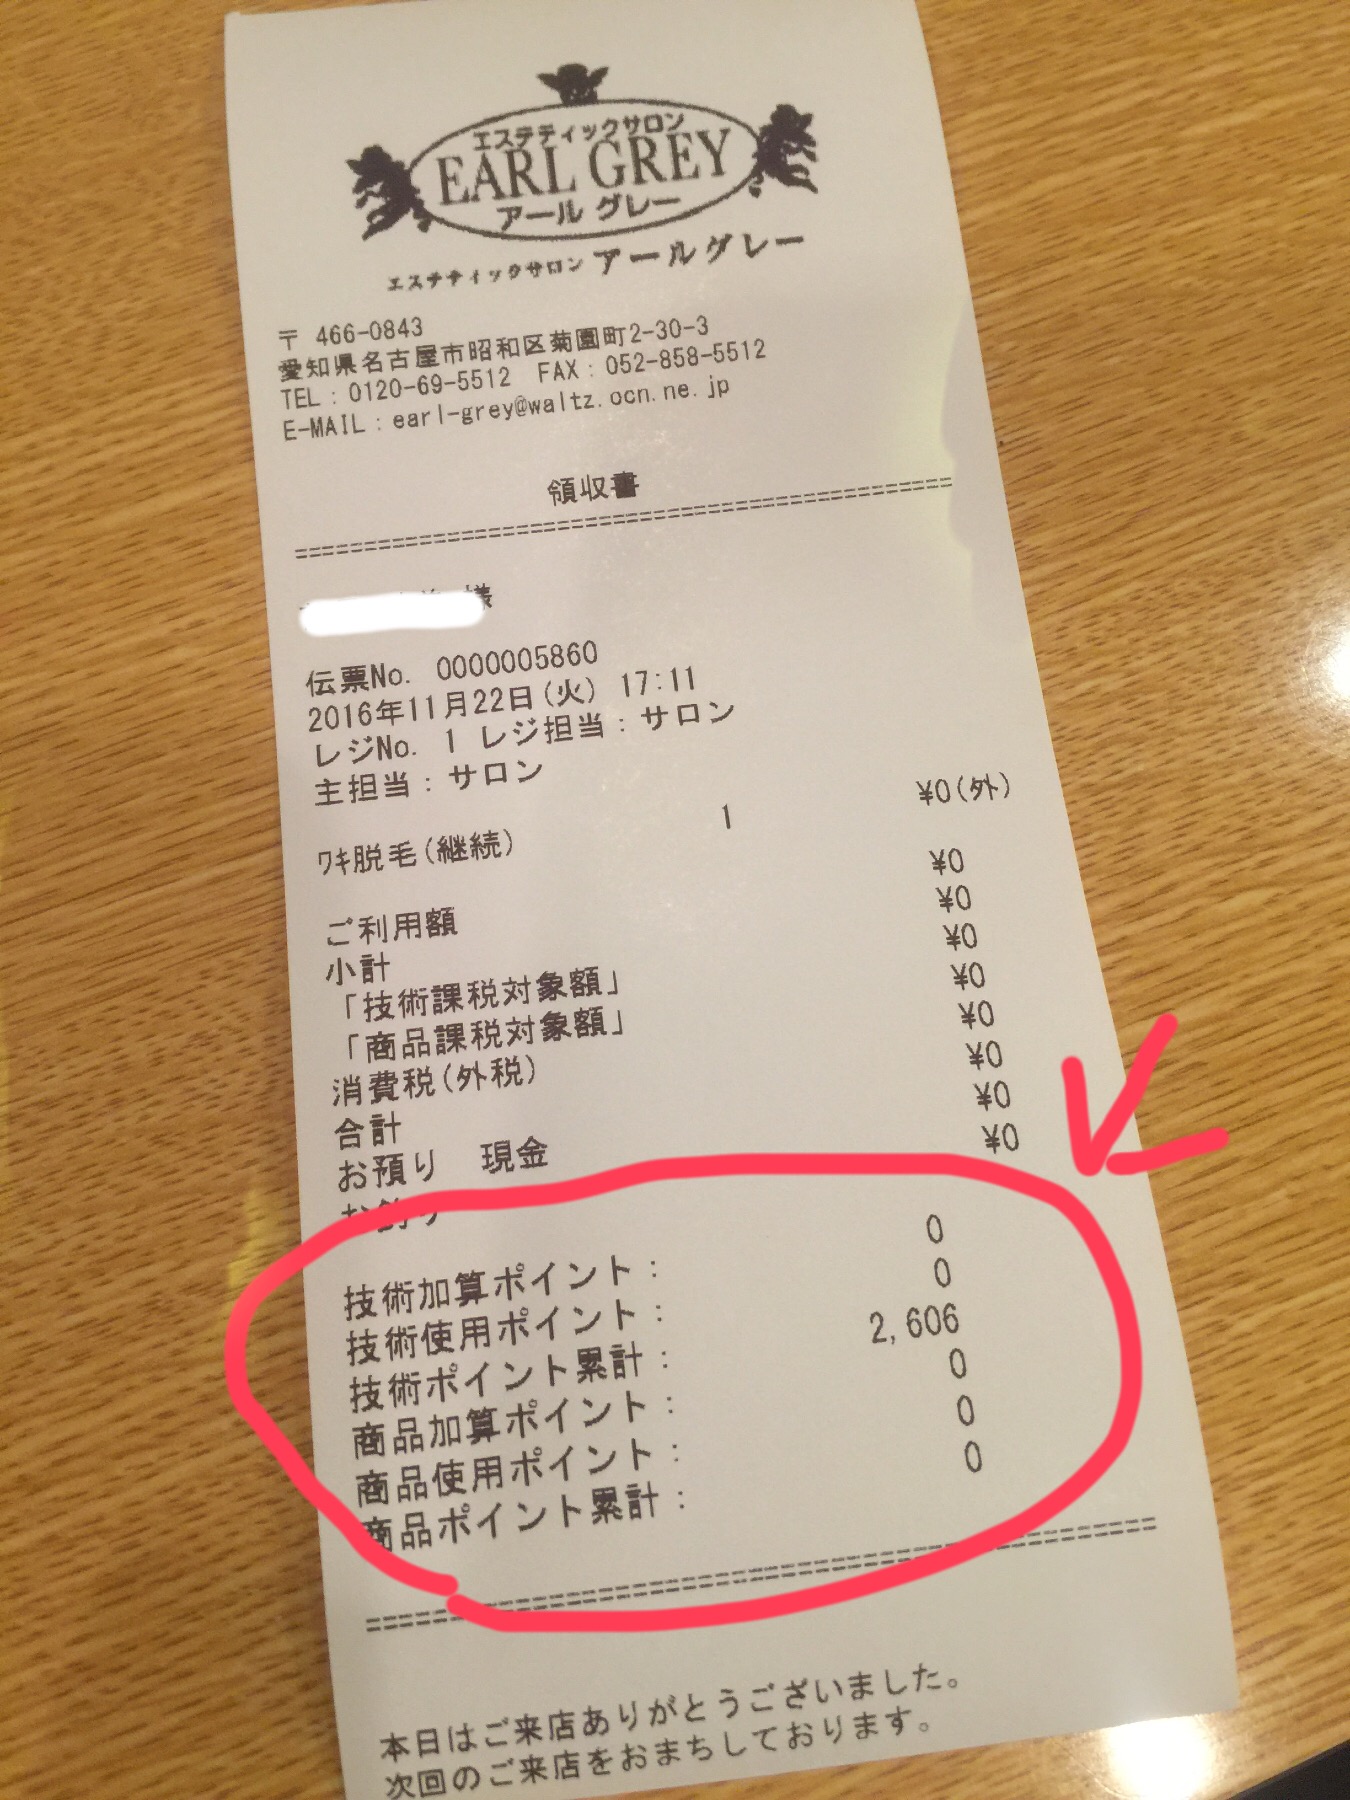 エステティックサロン
EARL GREY
アール グレー
エステティックサロン アールグレー
〒 466-0843
愛知県名古屋市昭和区菊園町2-30-3
TEL : 0120-69-5512 FAX : 052-858-5512
E-MAIL : earl-grey@waltz.ocn.ne.jp
領収書
様
伝票No. 0000005860
2016年11月22日(火) 17:11
レジNo. 1 レジ担当 : サロン
主担当 : サロン
ﾜｷ脱毛(継続) 1 ¥0(外)
ご利用額 ¥0
小計 ¥0
「技術課税対象額」 ¥0
「商品課税対象額」 ¥0
消費税(外税) ¥0
合計 ¥0
お預り 現金 ¥0
お釣り ¥0
技術加算ポイント : 0
技術使用ポイント : 0
技術ポイント累計 : 2,606
商品加算ポイント : 0
商品使用ポイント : 0
商品ポイント累計 : 0
本日はご来店ありがとうございました。
次回のご来店をおまちしております。